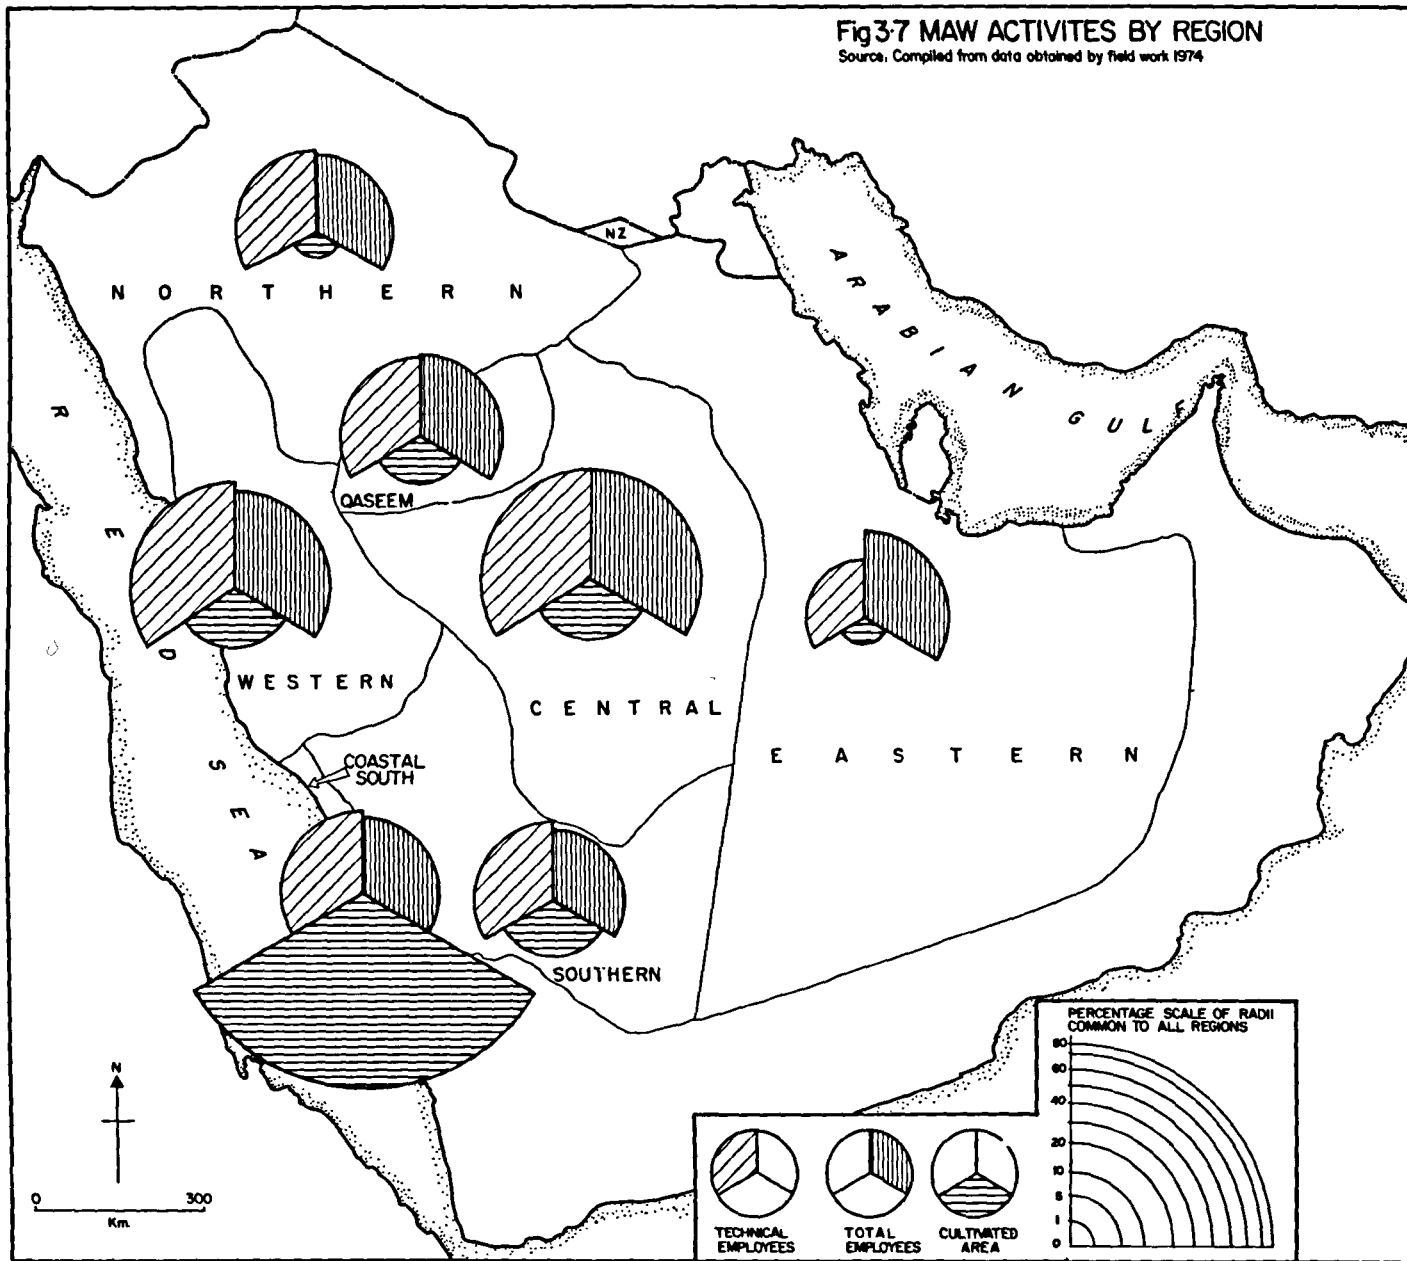 Fig 3·7 MAW ACTIVITES BY REGION
Source: Compiled from data obtained by field work 1974
NZ
NORTHERN
ARABIAN GULF
RED SEA
QASEEM
WESTERN
CENTRAL
EASTERN
COASTAL
SOUTH
SOUTHERN
N
0 300
Km.
PERCENTAGE SCALE OF RADII
COMMON TO ALL REGIONS
80
60
40
20
10
5
1
0
TECHNICAL
EMPLOYEES
TOTAL
EMPLOYEES
CULTIVATED
AREA